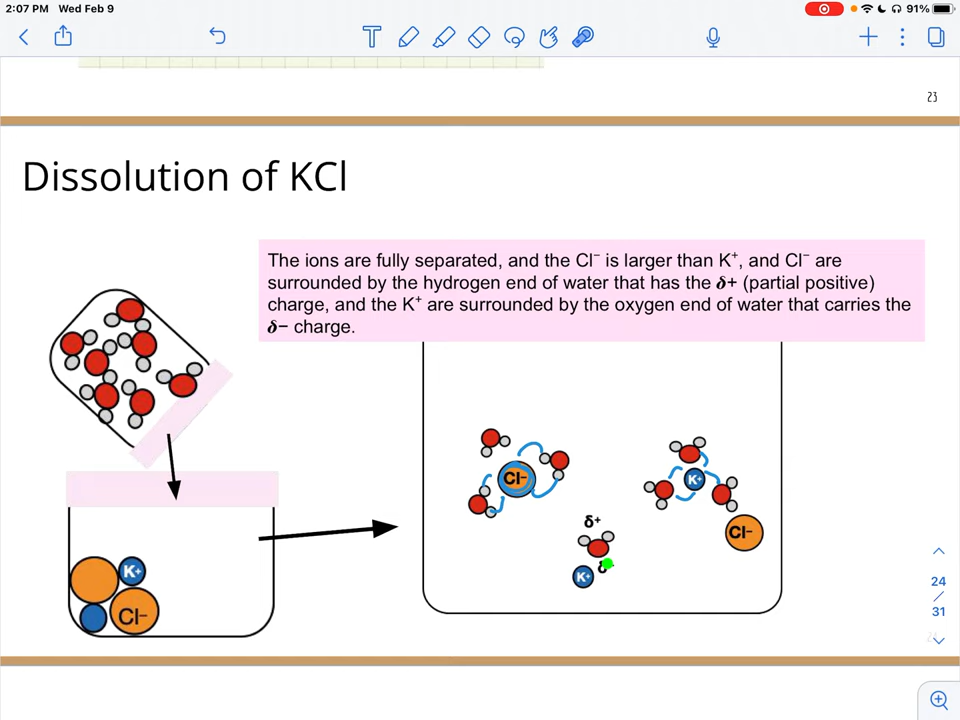 2:07 PM Wed Feb 9
91%
23
Dissolution of KCl
The ions are fully separated, and the Cl⁻ is larger than K⁺, and Cl⁻ are
surrounded by the hydrogen end of water that has the δ+ (partial positive)
charge, and the K⁺ are surrounded by the oxygen end of water that carries the
δ− charge.
Cl⁻
K⁺
Cl⁻
δ⁺
K⁺
K⁺
Cl⁻
24
/
31